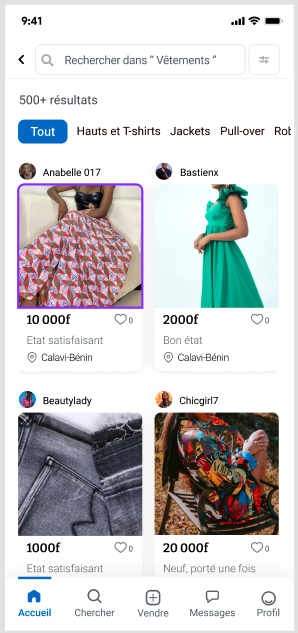 9:41
Rechercher dans “ Vêtements ”
500+ résultats
Tout Hauts et T-shirts Jackets Pull-over Rob
Anabelle 017 Bastienx
10 000f 0 2000f 0
Etat satisfaisant Bon état
Calavi-Bénin Calavi-Bénin
Beautylady Chicgirl7
1000f 0 20 000f 0
Etat satisfaisant Neuf, porté une fois
Accueil Chercher Vendre Messages Profil